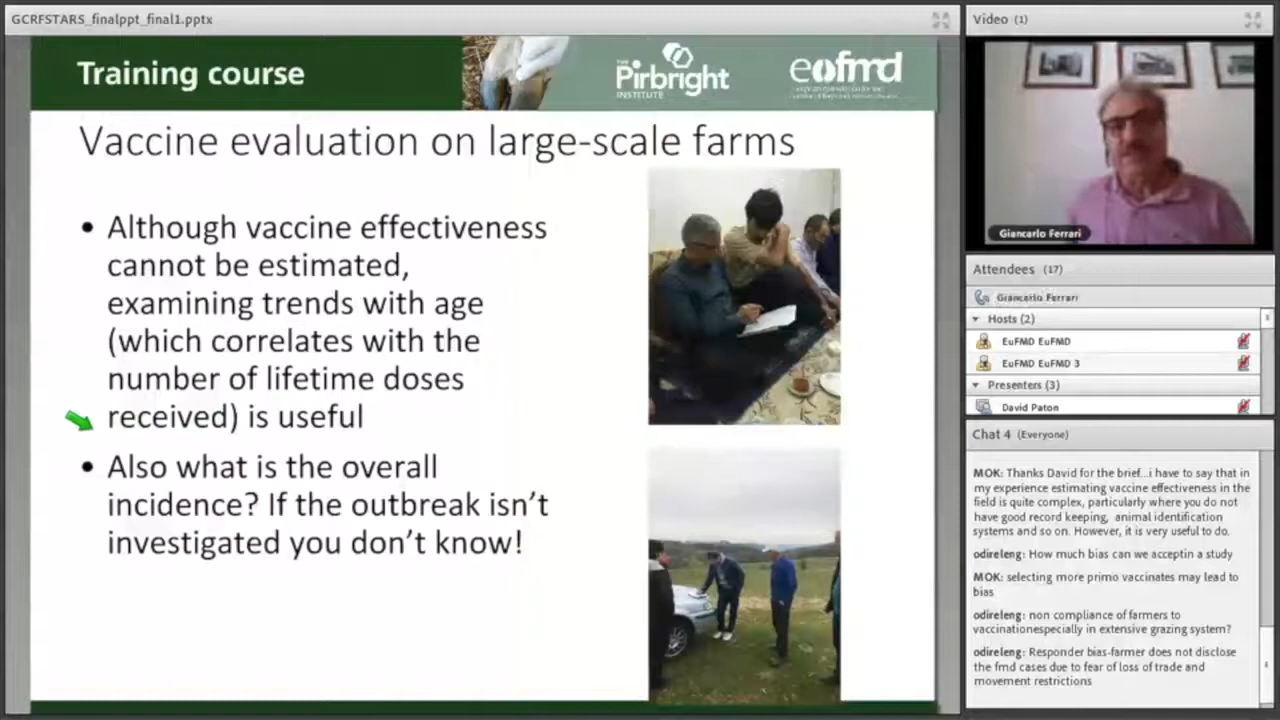 GCRFSTARS_finalppt_final1.pptx
Training course
THE
Pirbright
INSTITUTE
eofmd
Vaccine evaluation on large-scale farms
• Although vaccine effectiveness
cannot be estimated,
examining trends with age
(which correlates with the
number of lifetime doses
received) is useful
• Also what is the overall
incidence? If the outbreak isn't
investigated you don't know!
Video (1)
Giancarlo Ferrari
Attendees (17)
Giancarlo Ferrari
Hosts (2)
EuFMD EuFMD
EuFMD EuFMD 3
Presenters (3)
David Paton
Chat 4 (Everyone)
MOK: Thanks David for the brief...i have to say that in
my experience estimating vaccine effectiveness in the
field is quite complex, particularly where you do not
have good record keeping, animal identification
systems and so on. However, it is very useful to do.
odireleng: How much bias can we acceptin a study
MOK: selecting more primo vaccinates may lead to
bias
odireleng: non compliance of farmers to
vaccinationespecially in extensive grazing system?
odireleng: Responder bias-farmer does not disclose
the fmd cases due to fear of loss of trade and
movement restrictions